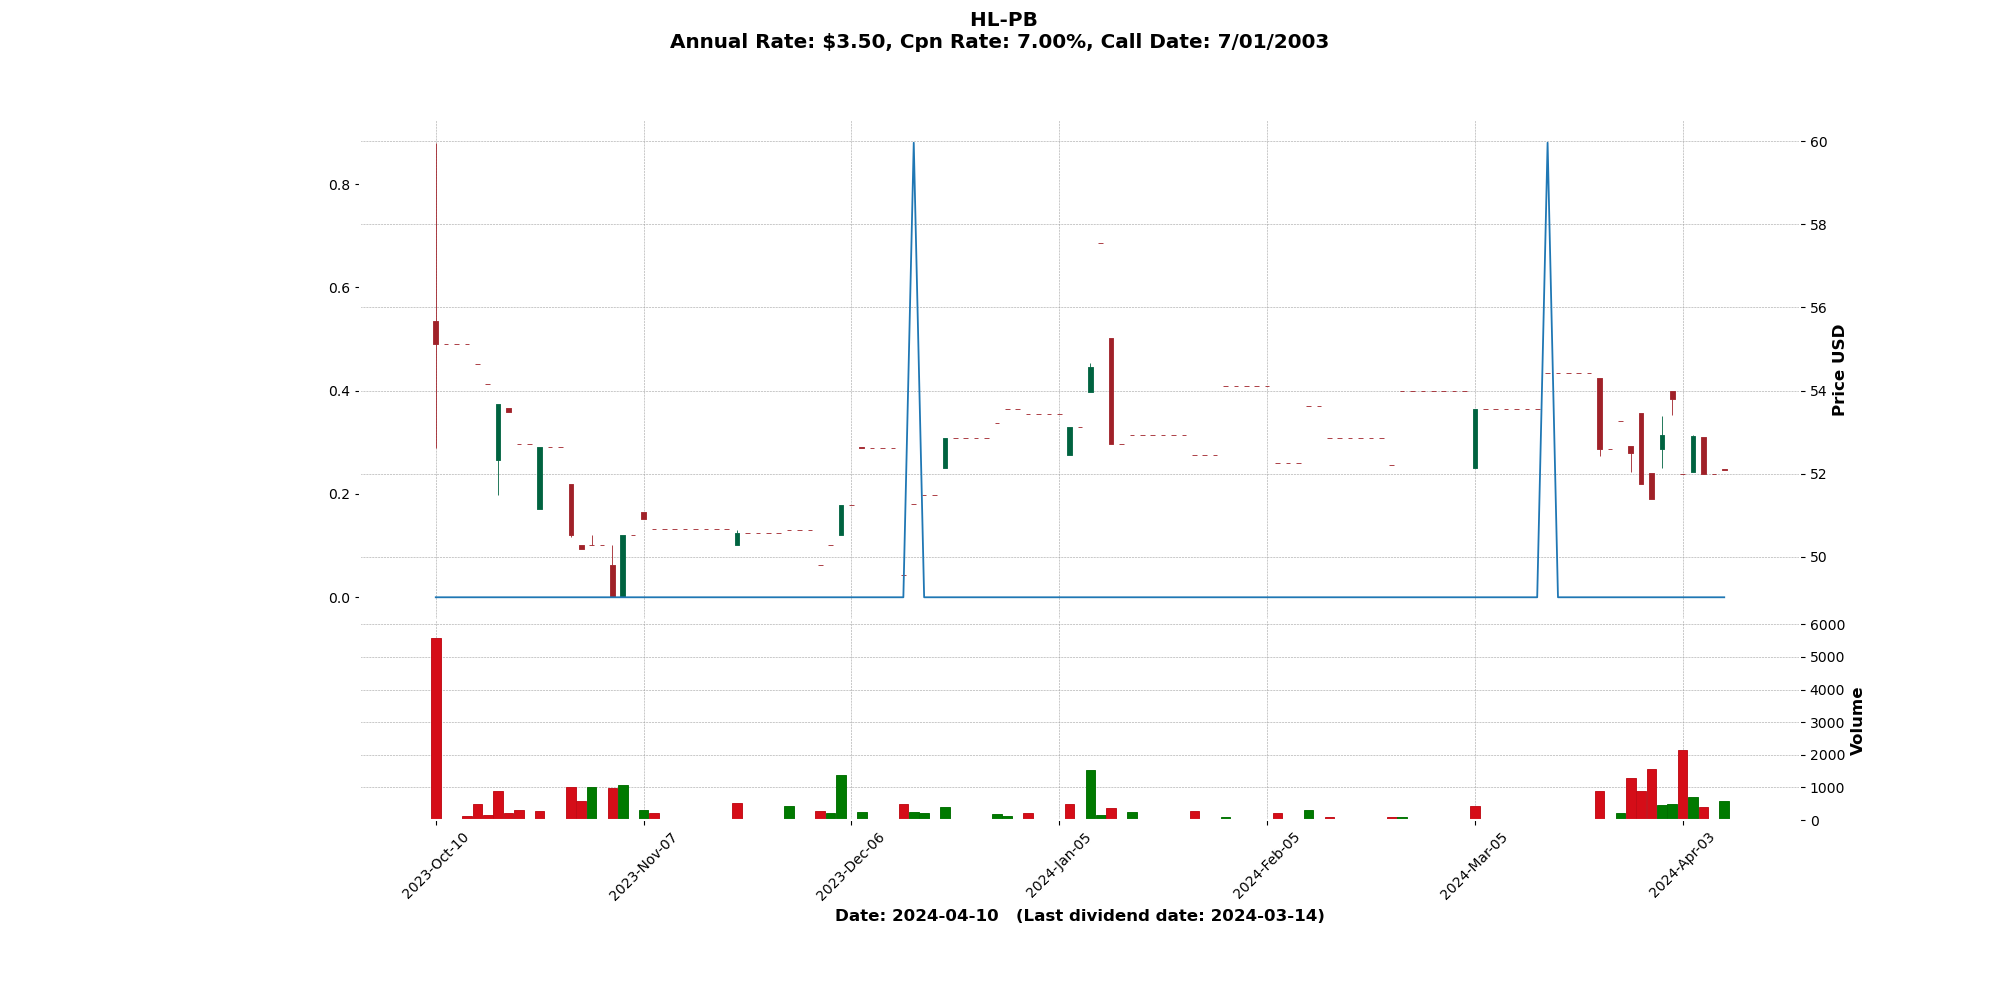 HL-PB
Annual Rate: $3.50, Cpn Rate: 7.00%, Call Date: 7/01/2003
0.8
0.6
0.4
0.2
0.0
60
58
56
54
52
50
Price USD
6000
5000
4000
3000
2000
1000
0
Volume
2023-Oct-10
2023-Nov-07
2023-Dec-06
2024-Jan-05
2024-Feb-05
2024-Mar-05
2024-Apr-03
Date: 2024-04-10 (Last dividend date: 2024-03-14)